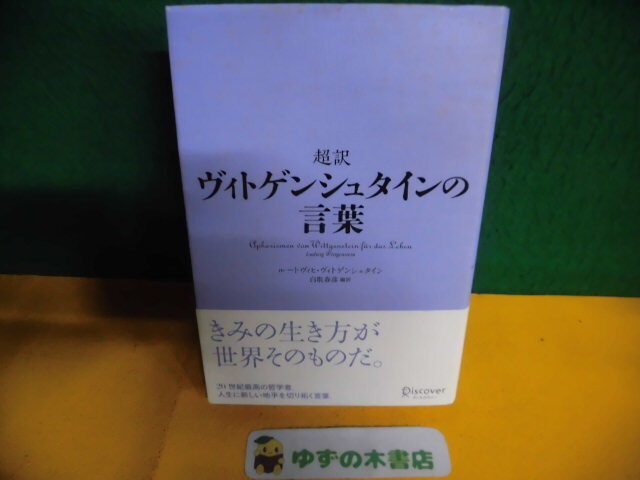 超訳
ヴィトゲンシュタインの
言葉
Aphorismen von Wittgenstein für das Leben
Ludwig Wittgenstein
ルートヴィヒ・ヴィトゲンシュタイン
白取春彦 編訳
きみの生き方が
世界そのものだ。
20世紀最高の哲学者
人生に新しい地平を切り拓く言葉。
Discover
ゆずの木書店